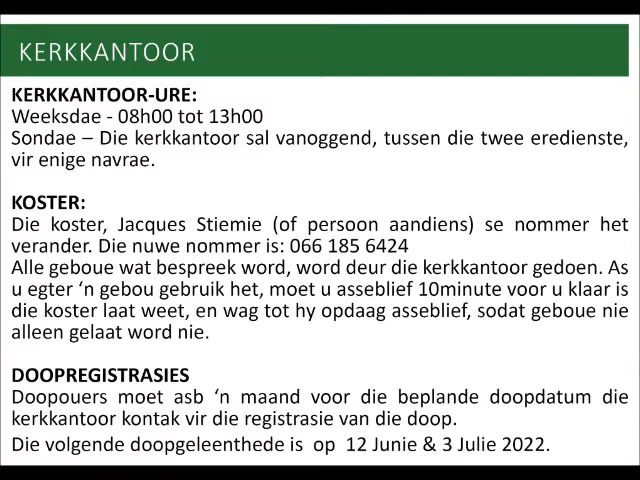 KERKKANTOOR
KERKKANTOOR-URE:
Weeksdae - 08h00 tot 13h00
Sondae – Die kerkkantoor sal vanoggend, tussen die twee eredienste,
vir enige navrae.
KOSTER:
Die koster, Jacques Stiemie (of persoon aandiens) se nommer het
verander. Die nuwe nommer is: 066 185 6424
Alle geboue wat bespreek word, word deur die kerkkantoor gedoen. As
u egter ‘n gebou gebruik het, moet u asseblief 10minute voor u klaar is
die koster laat weet, en wag tot hy opdaag asseblief, sodat geboue nie
alleen gelaat word nie.
DOOPREGISTRASIES
Doopouers moet asb ‘n maand voor die beplande doopdatum die
kerkkantoor kontak vir die registrasie van die doop.
Die volgende doopgeleenthede is op 12 Junie & 3 Julie 2022.